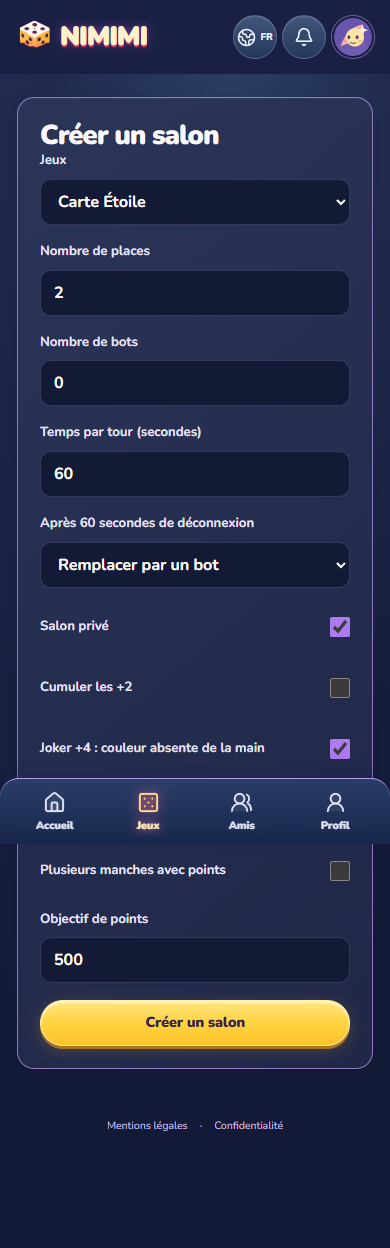 NIMIMI
FR
Créer un salon
Jeux
Carte Étoile
Nombre de places
2
Nombre de bots
0
Temps par tour (secondes)
60
Après 60 secondes de déconnexion
Remplacer par un bot
Salon privé
Cumuler les +2
Joker +4 : couleur absente de la main
Accueil
Jeux
Amis
Profil
Plusieurs manches avec points
Objectif de points
500
Créer un salon
Mentions légales · Confidentialité